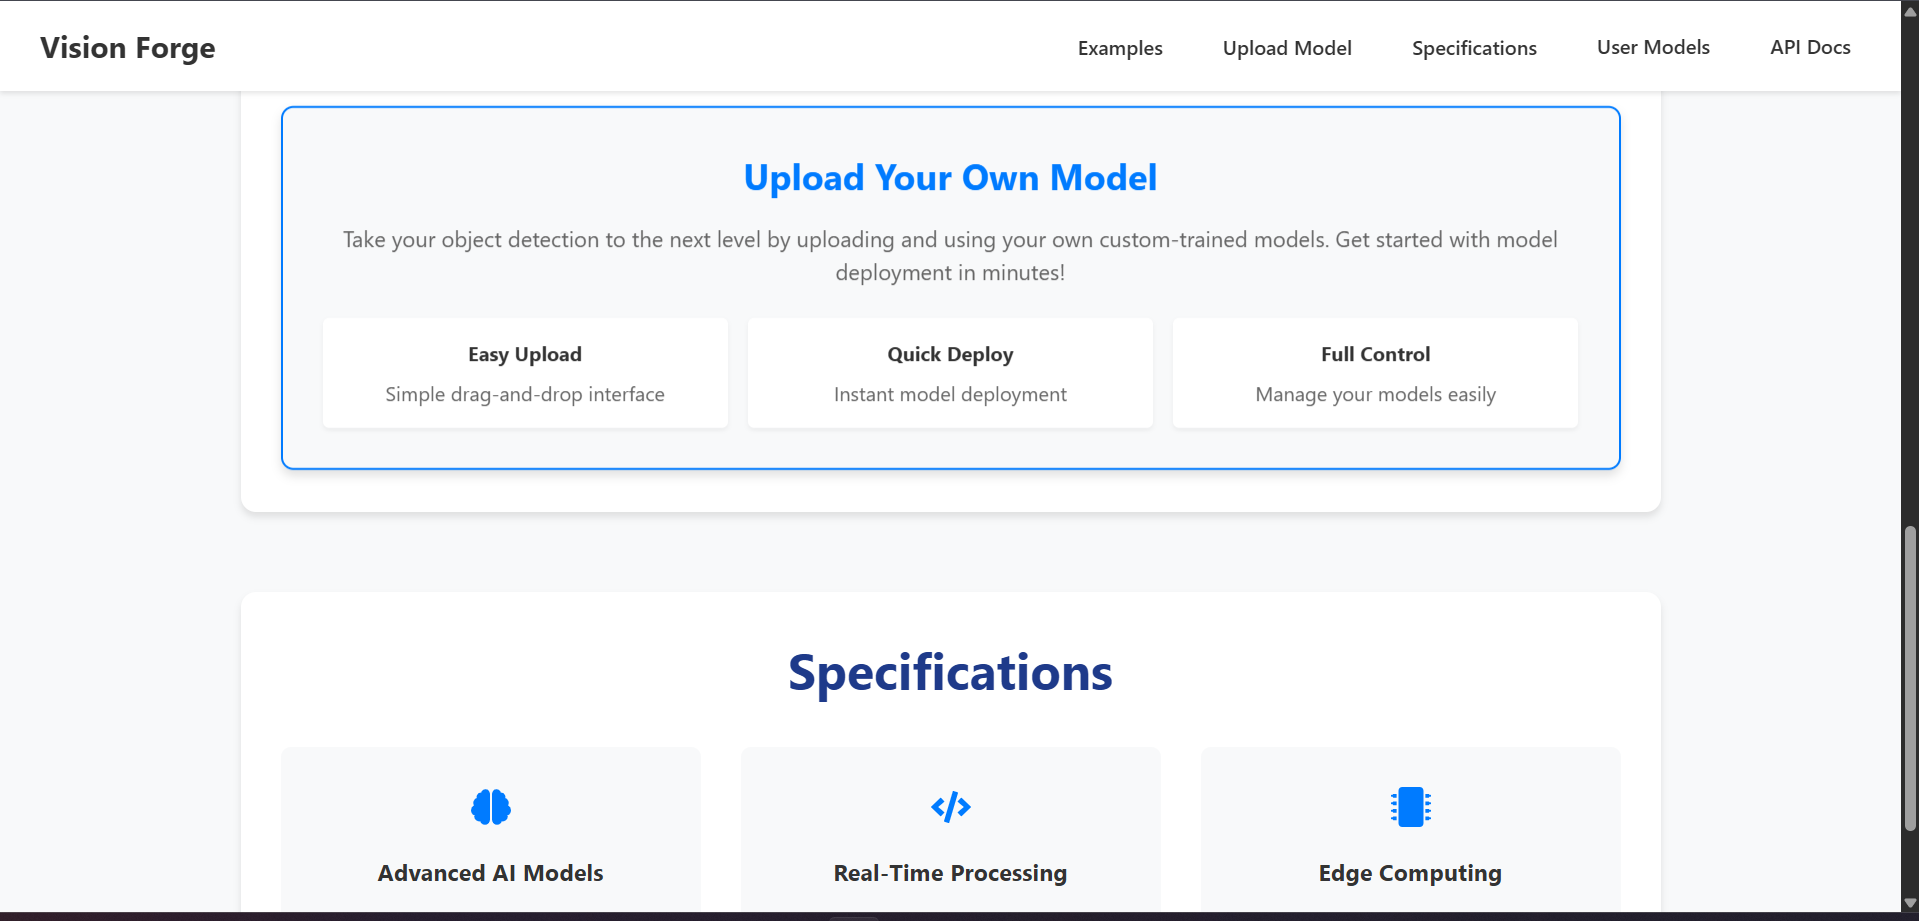 Vision Forge
Examples
Upload Model
Specifications
User Models
API Docs
Upload Your Own Model
Take your object detection to the next level by uploading and using your own custom-trained models. Get started with model
deployment in minutes!
Easy Upload
Simple drag-and-drop interface
Quick Deploy
Instant model deployment
Full Control
Manage your models easily
Specifications
Advanced AI Models
Real-Time Processing
Edge Computing